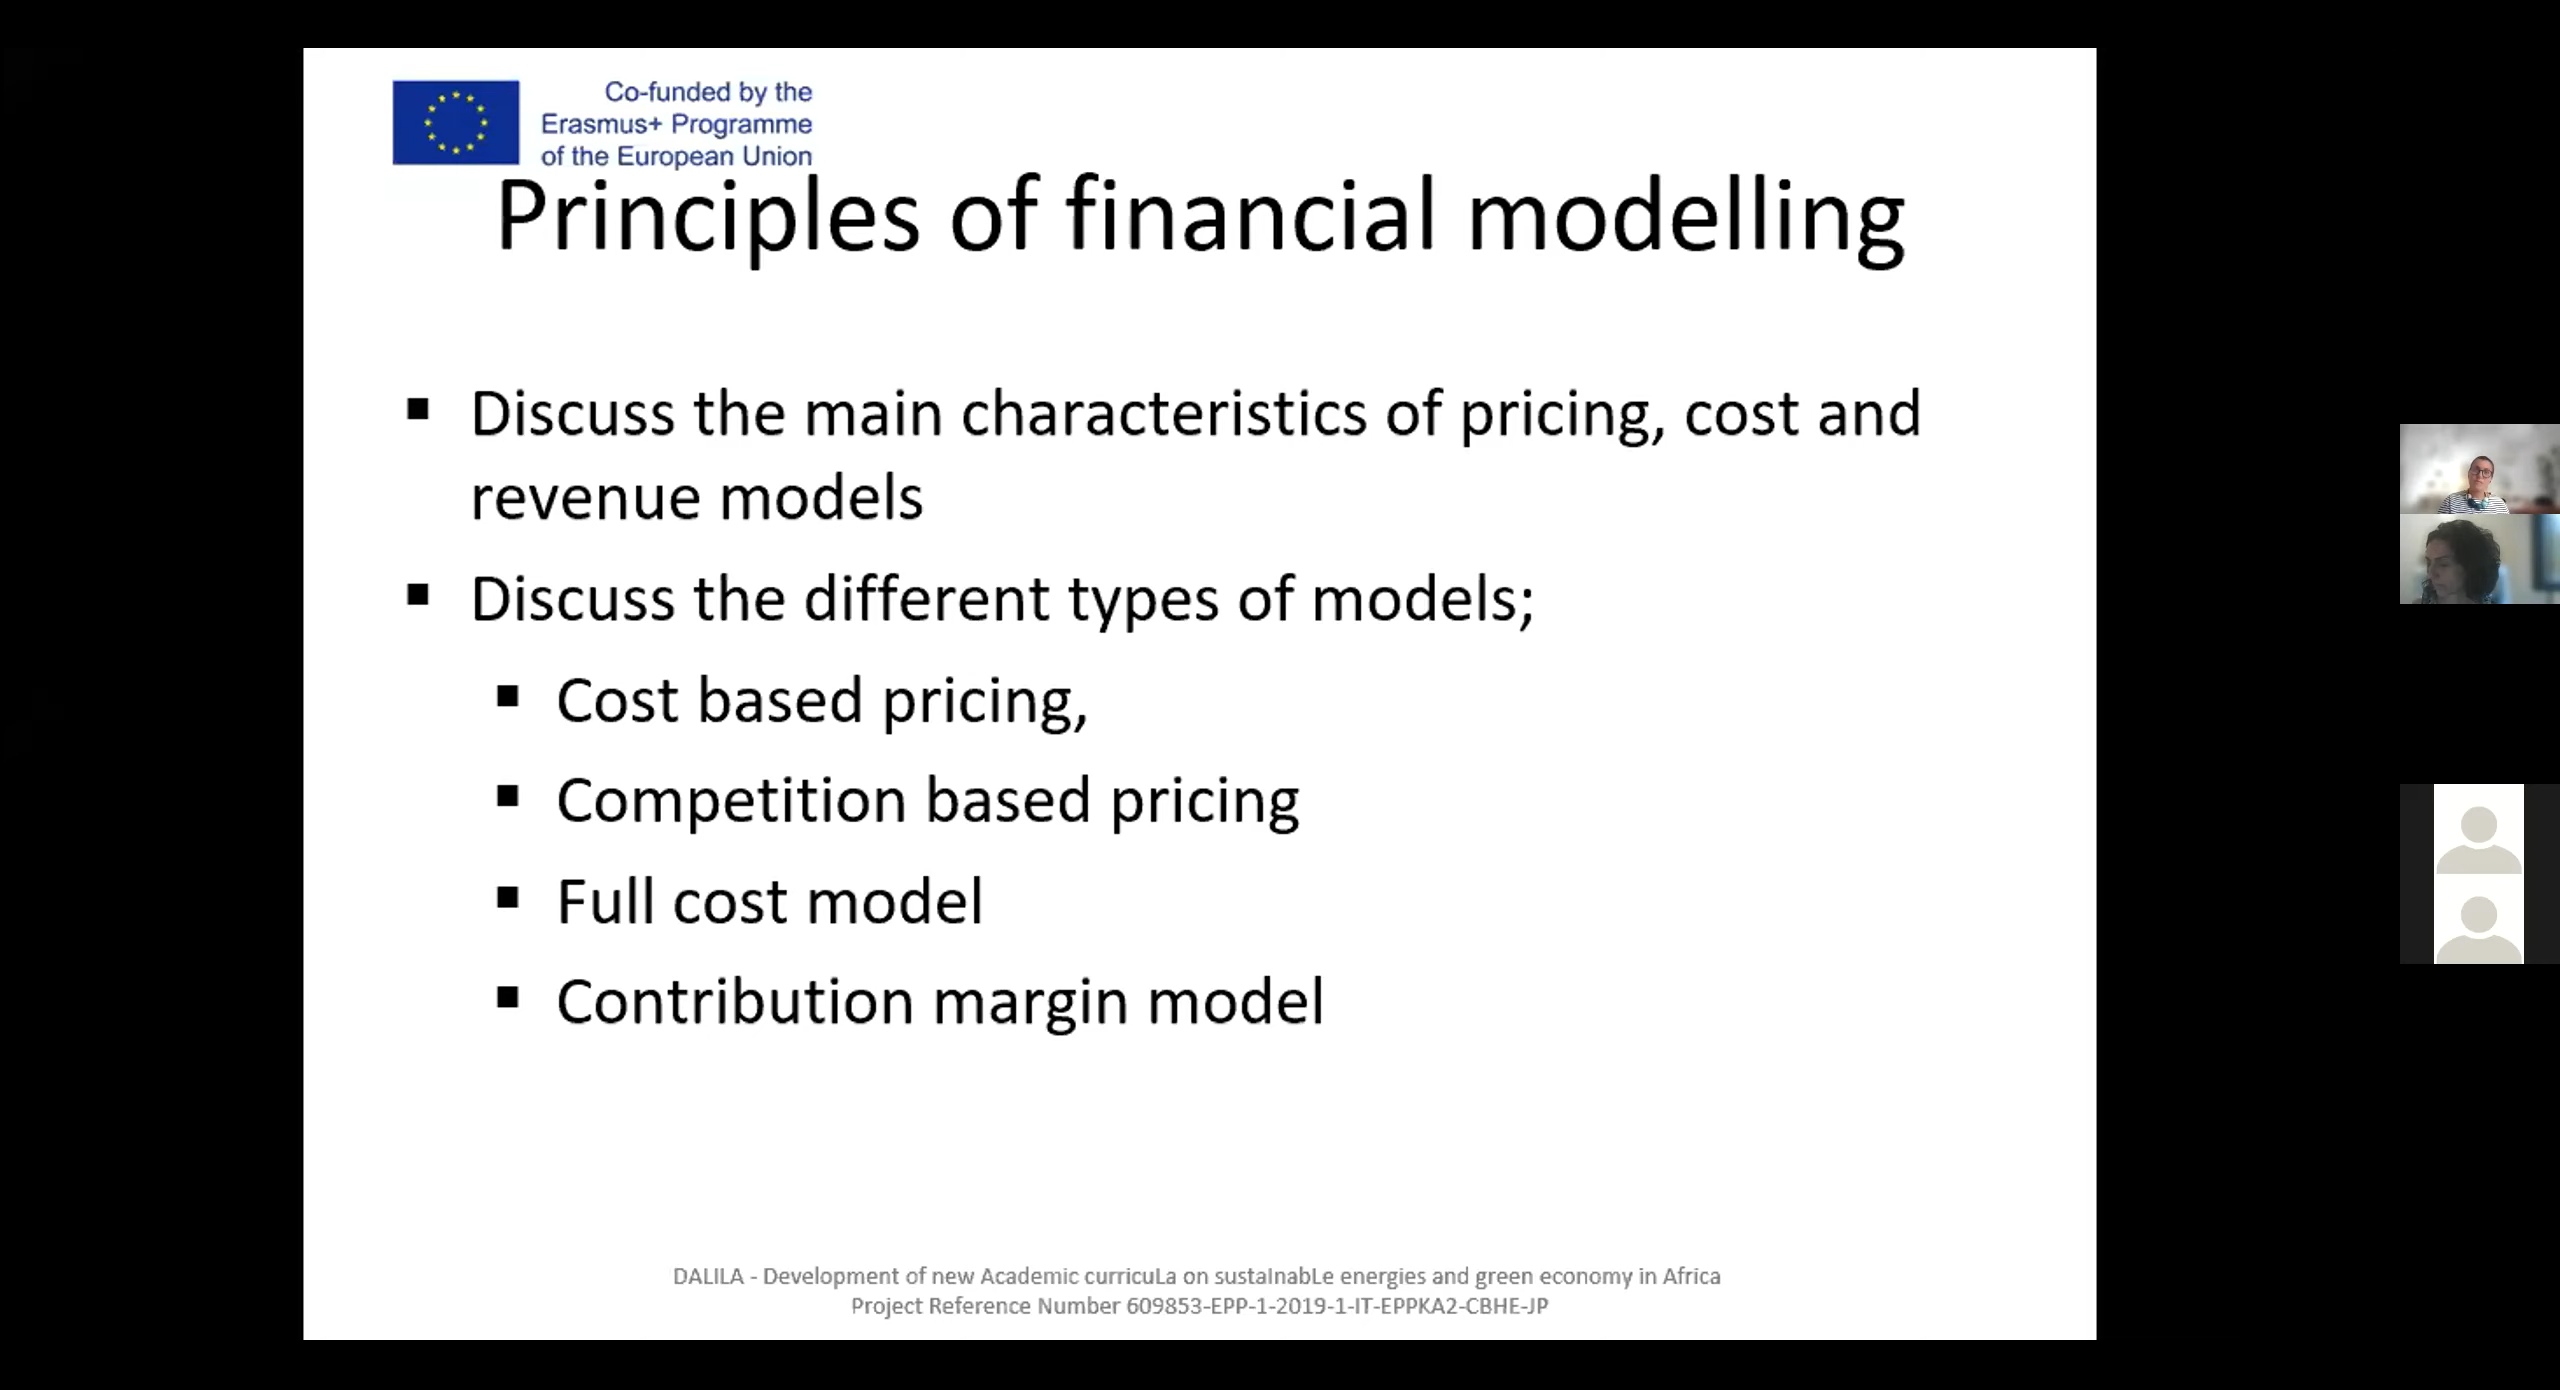 Co-funded by the
Erasmus+ Programme
of the European Union
Principles of financial modelling
▪ Discuss the main characteristics of pricing, cost and
revenue models
▪ Discuss the different types of models;
▪ Cost based pricing,
▪ Competition based pricing
▪ Full cost model
▪ Contribution margin model
DALILA - Development of new Academic curricuLa on sustaInabLe energies and green economy in Africa
Project Reference Number 609853-EPP-1-2019-1-IT-EPPKA2-CBHE-JP